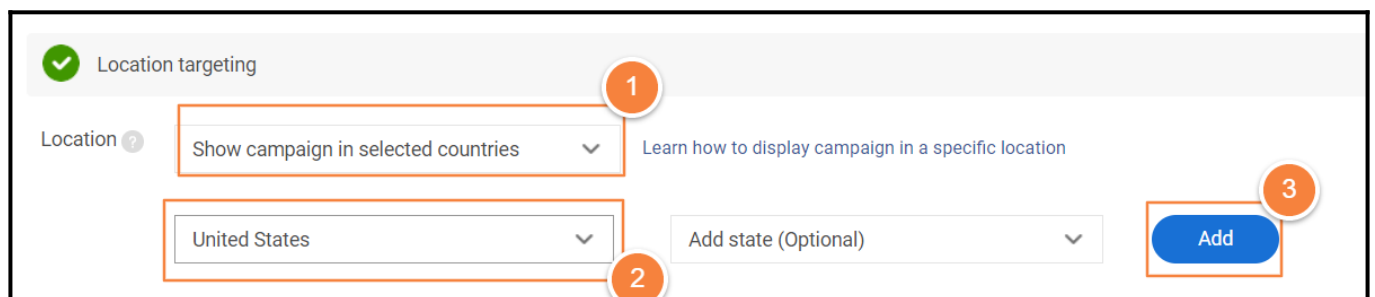 Location targeting
1
Location ?
Show campaign in selected countries
Learn how to display campaign in a specific location
3
United States
Add state (Optional)
Add
2